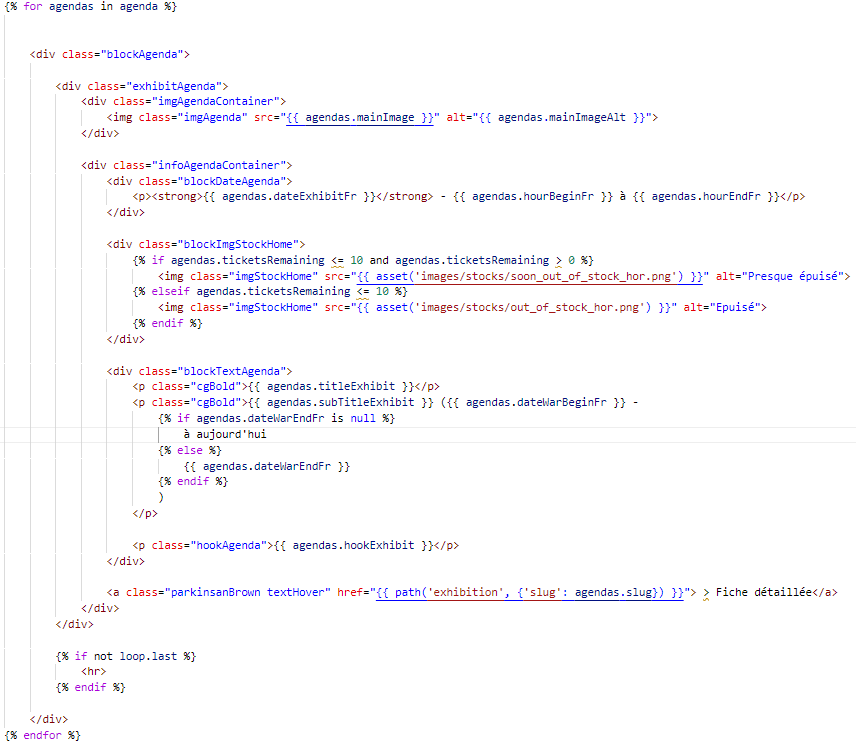 {% for agendas in agenda %}
<div class="blockAgenda">
<div class="exhibitAgenda">
<div class="imgAgendaContainer">
<img class="imgAgenda" src="{{ agendas.mainImage }}" alt="{{ agendas.mainImageAlt }}">
</div>
<div class="infoAgendaContainer">
<div class="blockDateAgenda">
<p><strong>{{ agendas.dateExhibitFr }}</strong> - {{ agendas.hourBeginFr }} à {{ agendas.hourEndFr }}</p>
</div>
<div class="blockImgStockHome">
{% if agendas.ticketsRemaining <= 10 and agendas.ticketsRemaining > 0 %}
<img class="imgStockHome" src="{{ asset('images/stocks/soon_out_of_stock_hor.png') }}" alt="Presque épuisé">
{% elseif agendas.ticketsRemaining <= 10 %}
<img class="imgStockHome" src="{{ asset('images/stocks/out_of_stock_hor.png') }}" alt="Epuisé">
{% endif %}
</div>
<div class="blockTextAgenda">
<p class="cgBold">{{ agendas.titleExhibit }}</p>
<p class="cgBold">{{ agendas.subTitleExhibit }} ({{ agendas.dateWarBeginFr }} -
{% if agendas.dateWarEndFr is null %}
à aujourd'hui
{% else %}
{{ agendas.dateWarEndFr }}
{% endif %}
)
</p>
<p class="hookAgenda">{{ agendas.hookExhibit }}</p>
</div>
<a class="parkinsanBrown textHover" href="{{ path('exhibition', {'slug': agendas.slug}) }}"> > Fiche détaillée</a>
</div>
</div>
{% if not loop.last %}
<hr>
{% endif %}
</div>
{% endfor %}